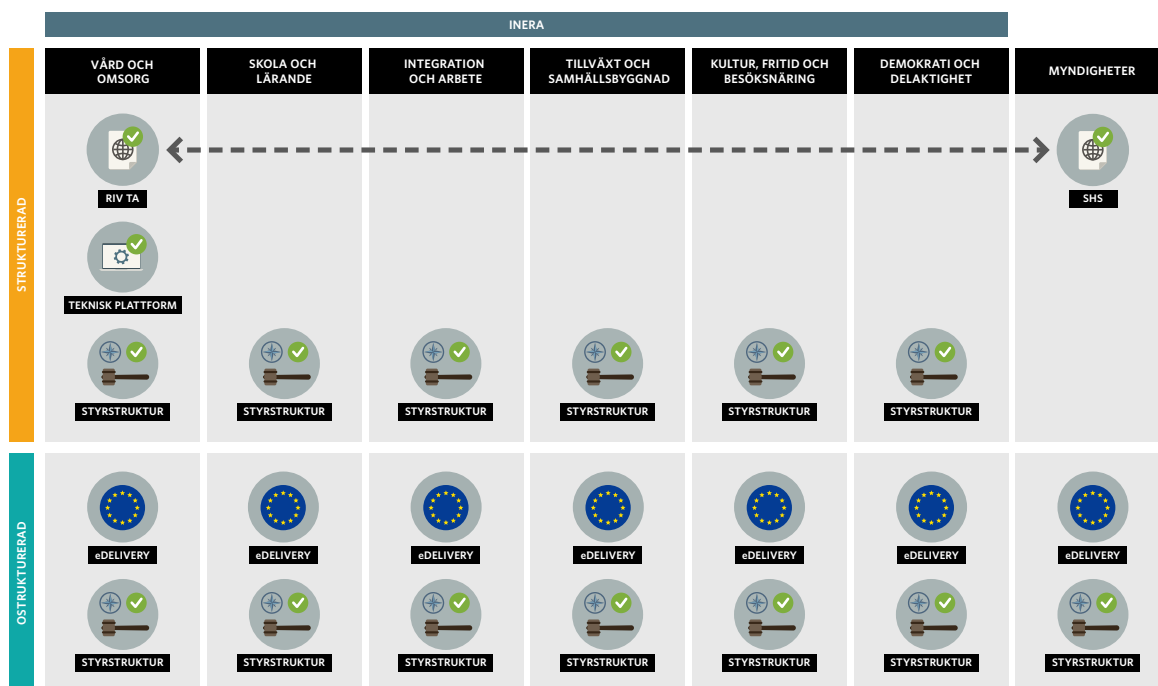 INERA
VÅRD OCH
OMSORG
SKOLA OCH
LÄRANDE
INTEGRATION
OCH ARBETE
TILLVÄXT OCH
SAMHÄLLSBYGGNAD
KULTUR, FRITID OCH
BESÖKSNÄRING
DEMOKRATI OCH
DELAKTIGHET
MYNDIGHETER
STRUKTURERAD
RIV TA
SHS
TEKNISK PLATTFORM
STYRSTRUKTUR
STYRSTRUKTUR
STYRSTRUKTUR
STYRSTRUKTUR
STYRSTRUKTUR
STYRSTRUKTUR
OSTRUKTURERAD
eDELIVERY
eDELIVERY
eDELIVERY
eDELIVERY
eDELIVERY
eDELIVERY
eDELIVERY
STYRSTRUKTUR
STYRSTRUKTUR
STYRSTRUKTUR
STYRSTRUKTUR
STYRSTRUKTUR
STYRSTRUKTUR
STYRSTRUKTUR